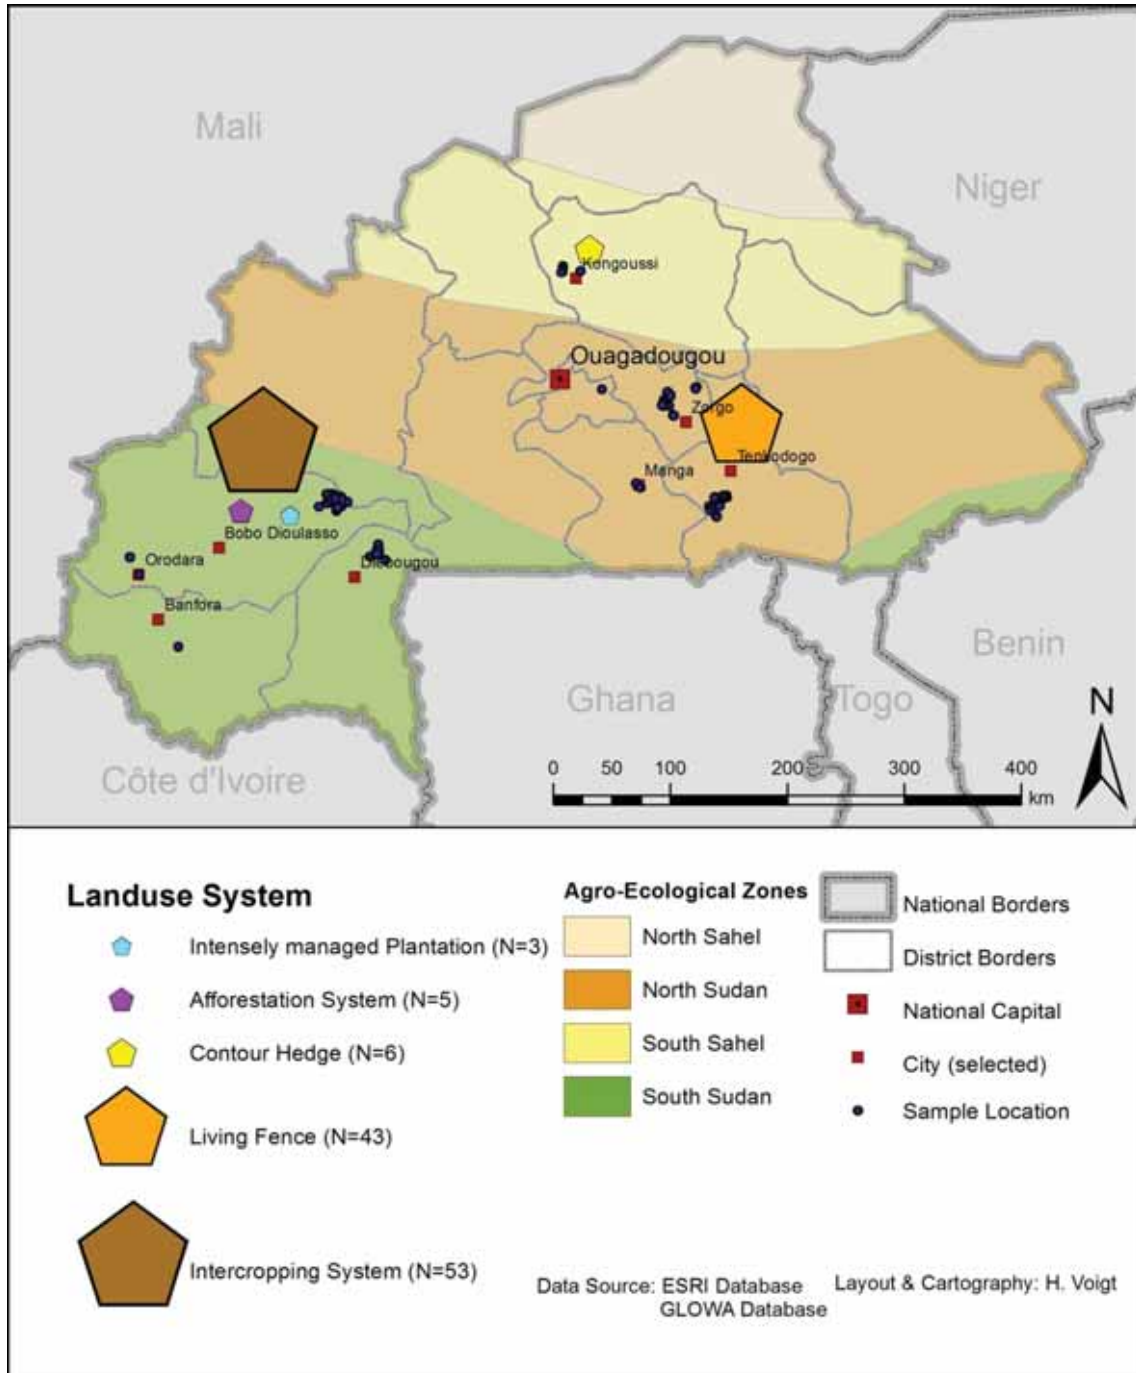 Mali
Niger
Kongoussi
Ouagadougou
Zorgo
Tenkodogo
Manga
Bobo Dioulasso
Orodara
Diebougou
Banfora
Benin
Ghana
Togo
Côte d'Ivoire
N
0 50 100 200 300 400
km
Landuse System
Intensely managed Plantation (N=3)
Afforestation System (N=5)
Contour Hedge (N=6)
Living Fence (N=43)
Intercropping System (N=53)
Agro-Ecological Zones
North Sahel
North Sudan
South Sahel
South Sudan
National Borders
District Borders
National Capital
City (selected)
Sample Location
Data Source: ESRI Database
GLOWA Database
Layout & Cartography: H. Voigt